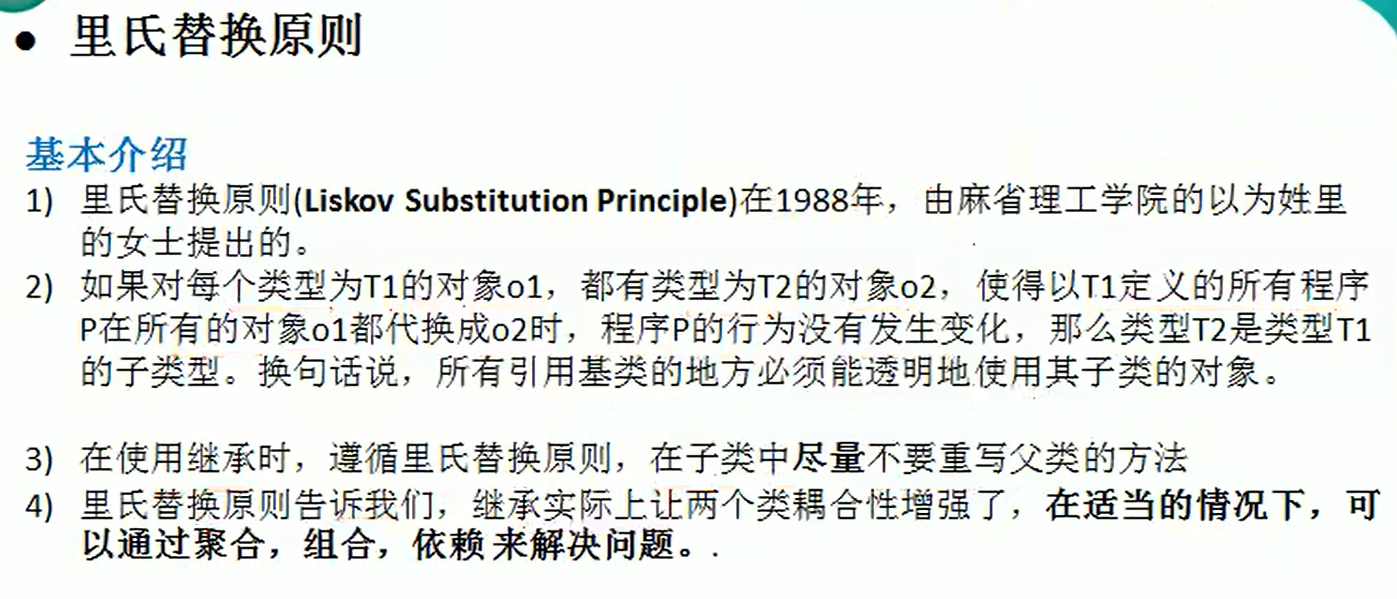 ● 里氏替换原则
基本介绍
1) 里氏替换原则(Liskov Substitution Principle)在1988年，由麻省理工学院的以为姓里
的女士提出的。
2) 如果对每个类型为T1的对象o1，都有类型为T2的对象o2，使得以T1定义的所有程序
P在所有的对象o1都代换成o2时，程序P的行为没有发生变化，那么类型T2是类型T1
的子类型。换句话说，所有引用基类的地方必须能透明地使用其子类的对象。
3) 在使用继承时，遵循里氏替换原则，在子类中尽量不要重写父类的方法
4) 里氏替换原则告诉我们，继承实际上让两个类耦合性增强了，在适当的情况下，可
以通过聚合，组合，依赖 来解决问题。.